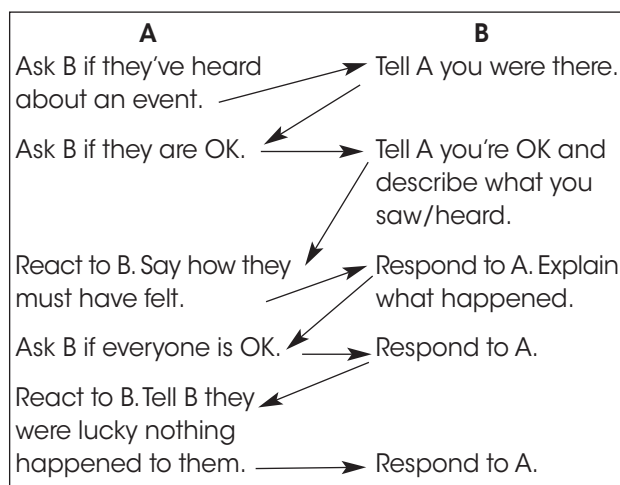 A
B
Ask B if they've heard
about an event.
Tell A you were there.
Ask B if they are OK.
Tell A you're OK and
describe what you
saw/heard.
React to B. Say how they
must have felt.
Respond to A. Explain
what happened.
Ask B if everyone is OK.
Respond to A.
React to B. Tell B they
were lucky nothing
happened to them.
Respond to A.